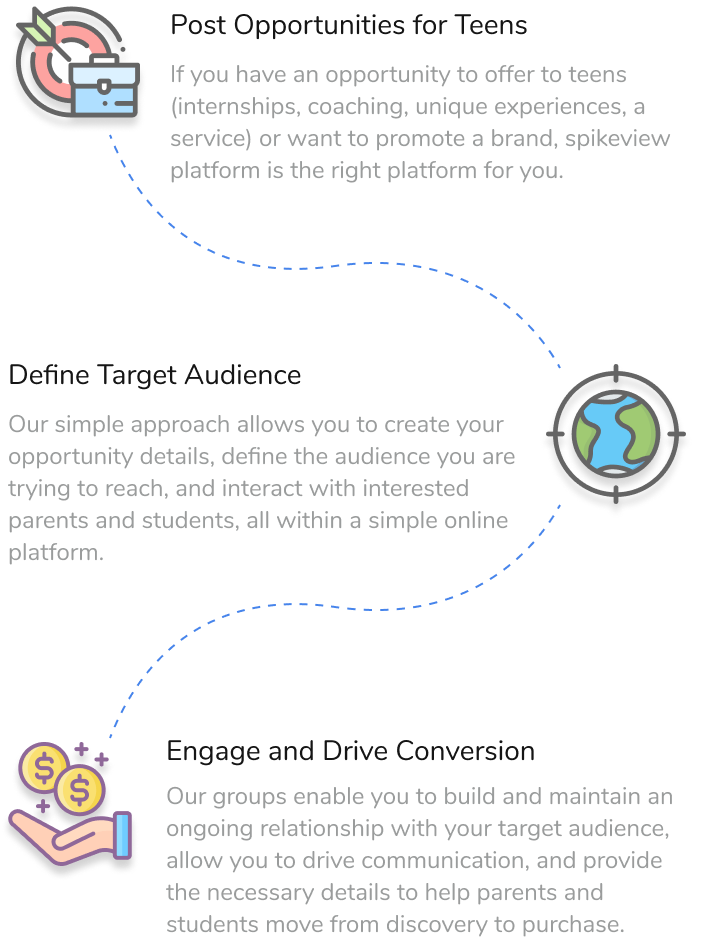 Post Opportunities for Teens
If you have an opportunity to offer to teens
(internships, coaching, unique experiences, a
service) or want to promote a brand, spikeview
platform is the right platform for you.
Define Target Audience
Our simple approach allows you to create your
opportunity details, define the audience you are
trying to reach, and interact with interested
parents and students, all within a simple online
platform.
$
$
Engage and Drive Conversion
Our groups enable you to build and maintain an
ongoing relationship with your target audience,
allow you to drive communication, and provide
the necessary details to help parents and
students move from discovery to purchase.